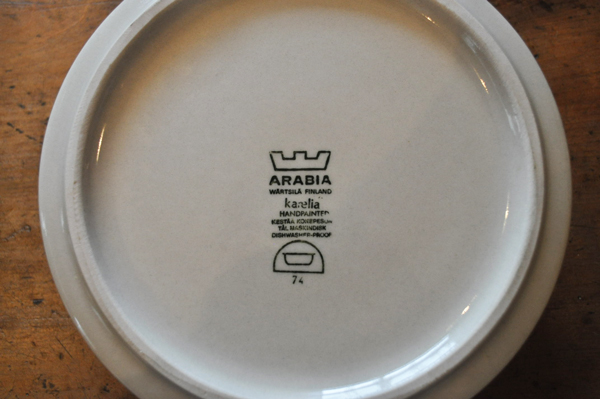 ARABIA
WÄRTSILÄ FINLAND
karelia
HANDPAINTED
KESTÄÄ KONEPESUN
TÅL MASKINDISK
DISHWASHER-PROOF
74